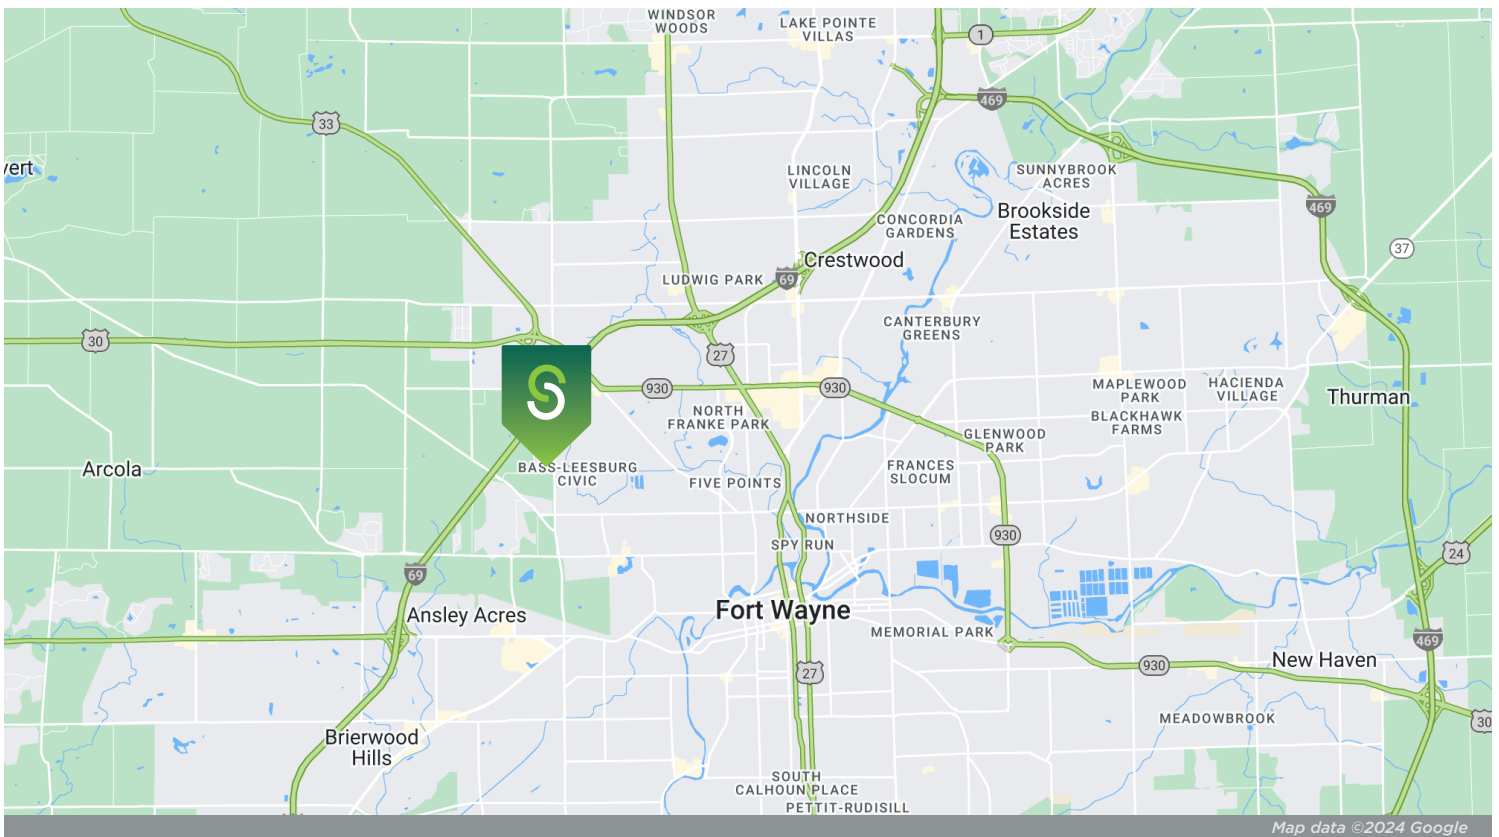 WINDSOR
WOODS
LAKE POINTE
VILLAS
1
469
33
vert
LINCOLN
VILLAGE
SUNNYBROOK
ACRES
469
Brookside
Estates
CONCORDIA
GARDENS
37
Crestwood
LUDWIG PARK
69
CANTERBURY
GREENS
30
27
930
930
MAPLEWOOD
PARK
HACIENDA
VILLAGE
Thurman
NORTH
FRANKE PARK
BLACKHAWK
FARMS
GLENWOOD
PARK
Arcola
BASS-LEESBURG
CIVIC
FIVE POINTS
FRANCES
SLOCUM
NORTHSIDE
930
SPY RUN
24
69
Fort Wayne
Ansley Acres
MEMORIAL PARK
469
930
New Haven
27
MEADOWBROOK
30
Brierwood
Hills
SOUTH
CALHOUN PLACE
PETTIT-RUDISILL
Map data ©2024 Google